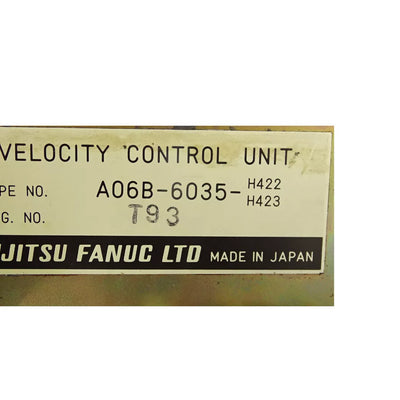 VELOCITY CONTROL UNIT
PE NO. A06B-6035- H422
H423
G. NO. T93
JITSU FANUC LTD MADE IN JAPAN